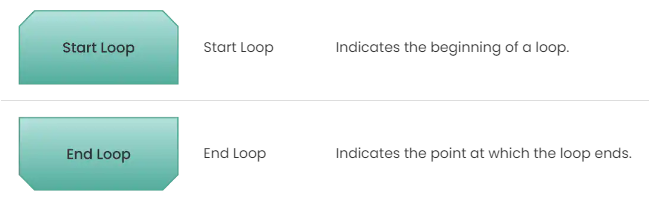 Start Loop Start Loop Indicates the beginning of a loop.
End Loop End Loop Indicates the point at which the loop ends.